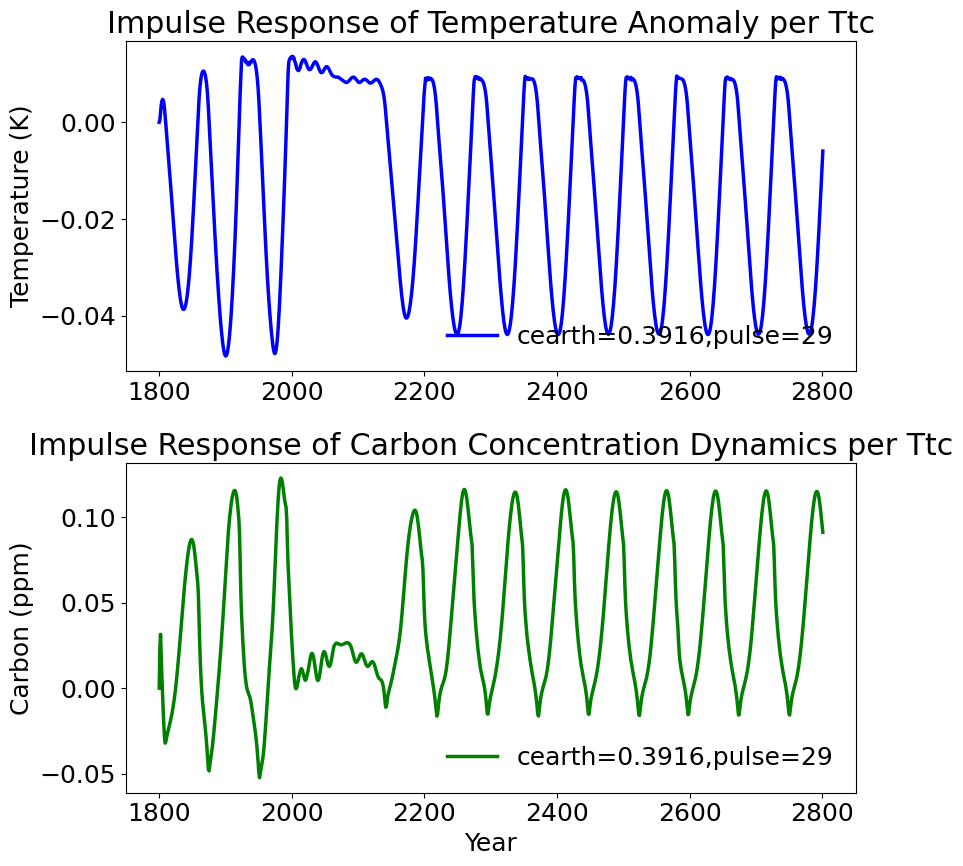 Impulse Response of Temperature Anomaly per Ttc
Temperature (K)
0.00
−0.02
−0.04
cearth=0.3916,pulse=29
1800 2000 2200 2400 2600 2800
Impulse Response of Carbon Concentration Dynamics per Ttc
Carbon (ppm)
0.10
0.05
0.00
−0.05
cearth=0.3916,pulse=29
1800 2000 2200 2400 2600 2800
Year